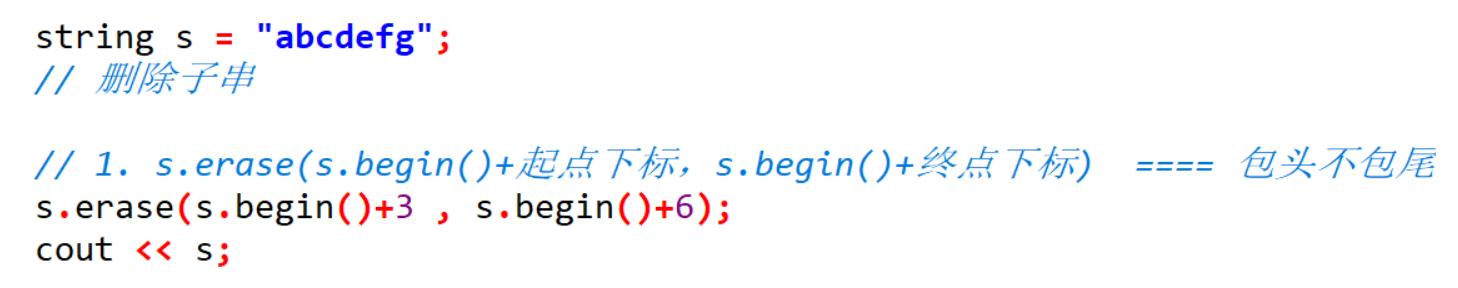 string s = "abcdefg";
// 删除子串
// 1. s.erase(s.begin()+起点下标，s.begin()+终点下标)  ==== 包头不包尾
s.erase(s.begin()+3 , s.begin()+6);
cout << s;